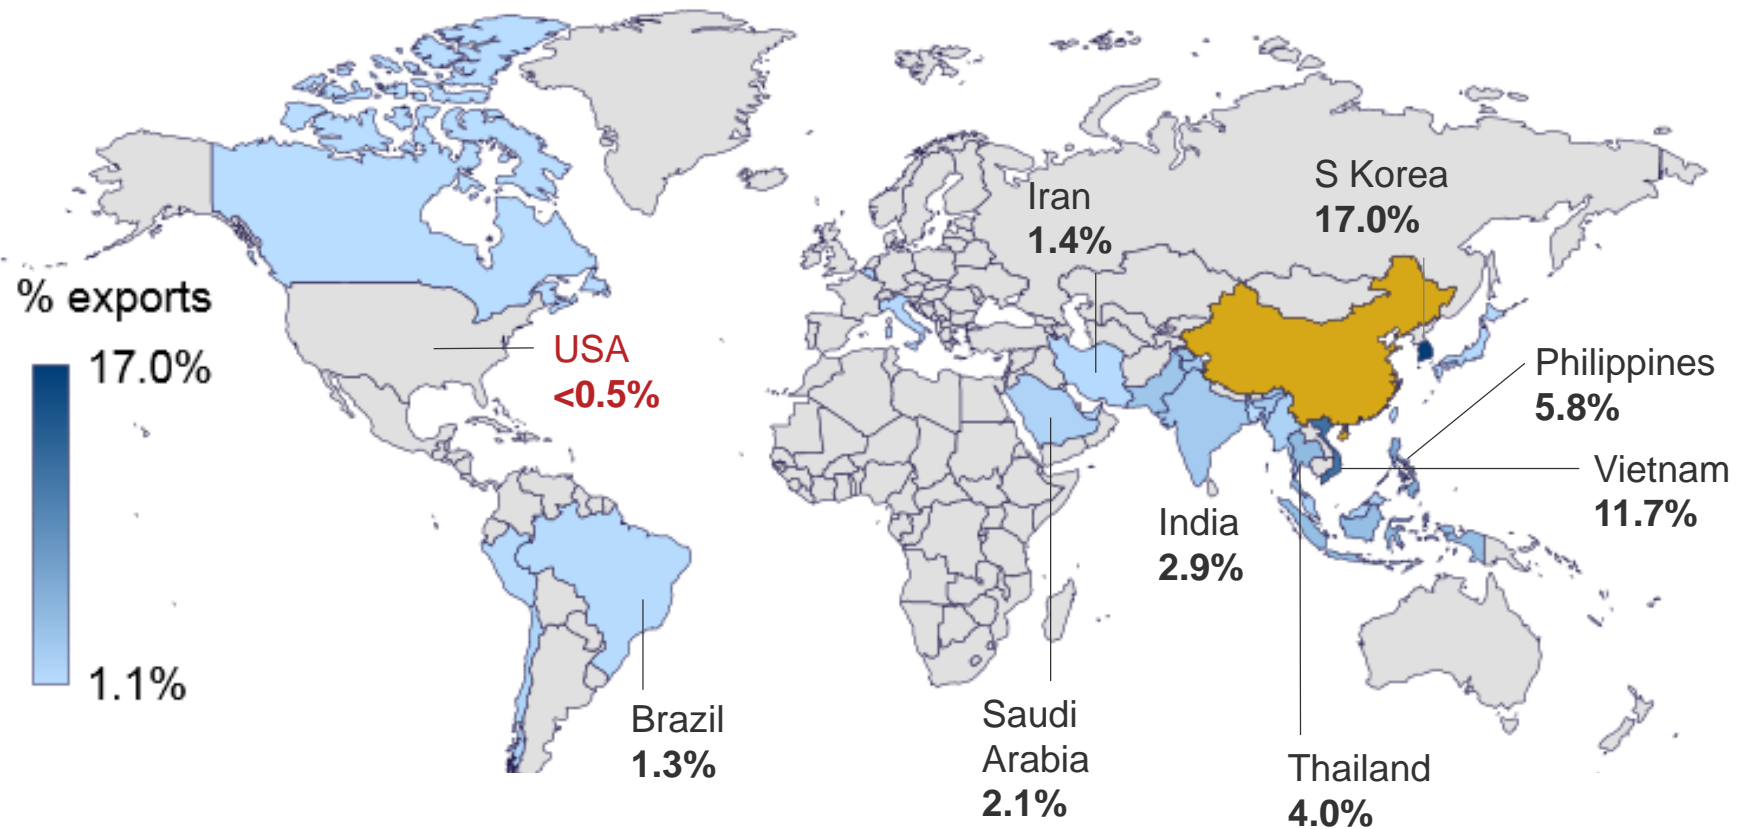 Iran
1.4%
S Korea
17.0%
% exports
17.0%
1.1%
USA
<0.5%
Philippines
5.8%
Vietnam
11.7%
India
2.9%
Brazil
1.3%
Saudi
Arabia
2.1%
Thailand
4.0%